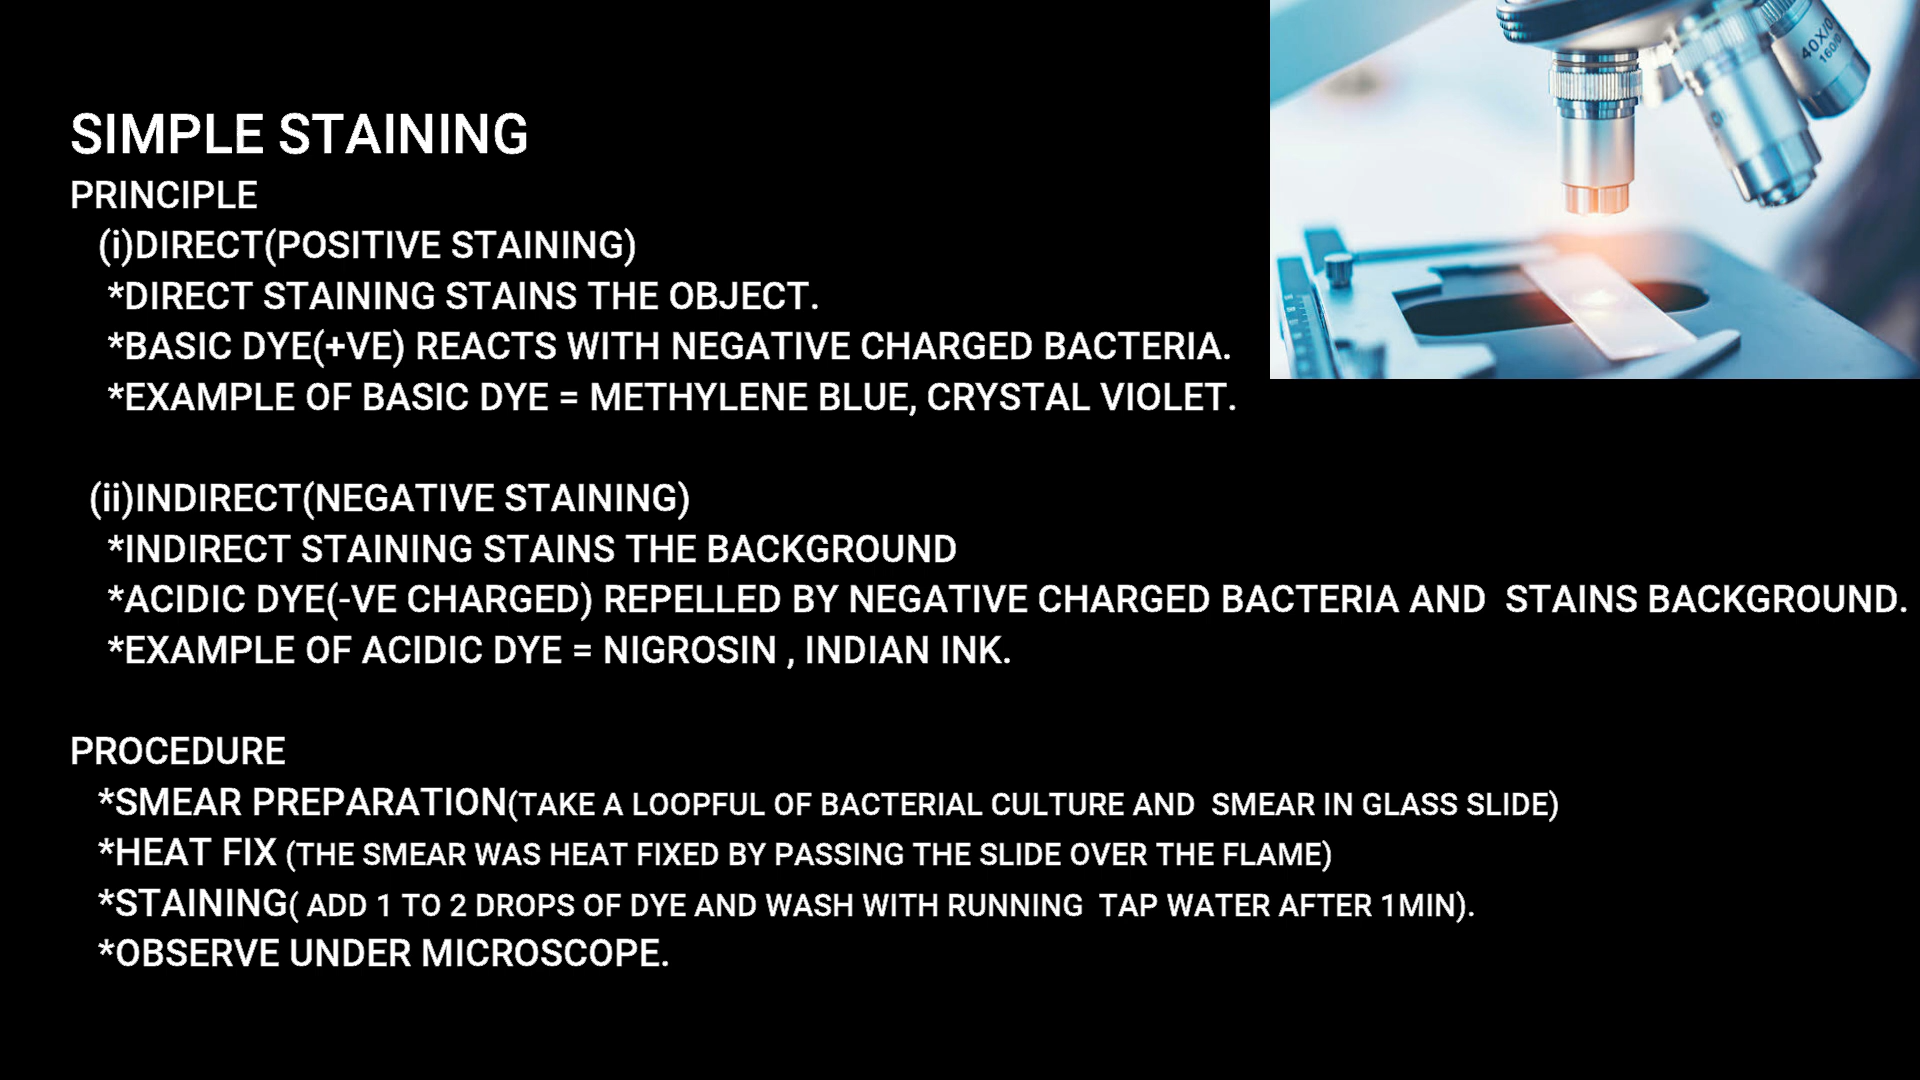 SIMPLE STAINING
PRINCIPLE
(i)DIRECT(POSITIVE STAINING)
*DIRECT STAINING STAINS THE OBJECT.
*BASIC DYE(+VE) REACTS WITH NEGATIVE CHARGED BACTERIA.
*EXAMPLE OF BASIC DYE = METHYLENE BLUE, CRYSTAL VIOLET.
(ii)INDIRECT(NEGATIVE STAINING)
*INDIRECT STAINING STAINS THE BACKGROUND
*ACIDIC DYE(-VE CHARGED) REPELLED BY NEGATIVE CHARGED BACTERIA AND  STAINS BACKGROUND.
*EXAMPLE OF ACIDIC DYE = NIGROSIN , INDIAN INK.
PROCEDURE
*SMEAR PREPARATION(TAKE A LOOPFUL OF BACTERIAL CULTURE AND  SMEAR IN GLASS SLIDE)
*HEAT FIX (THE SMEAR WAS HEAT FIXED BY PASSING THE SLIDE OVER THE FLAME)
*STAINING( ADD 1 TO 2 DROPS OF DYE AND WASH WITH RUNNING  TAP WATER AFTER 1MIN).
*OBSERVE UNDER MICROSCOPE.